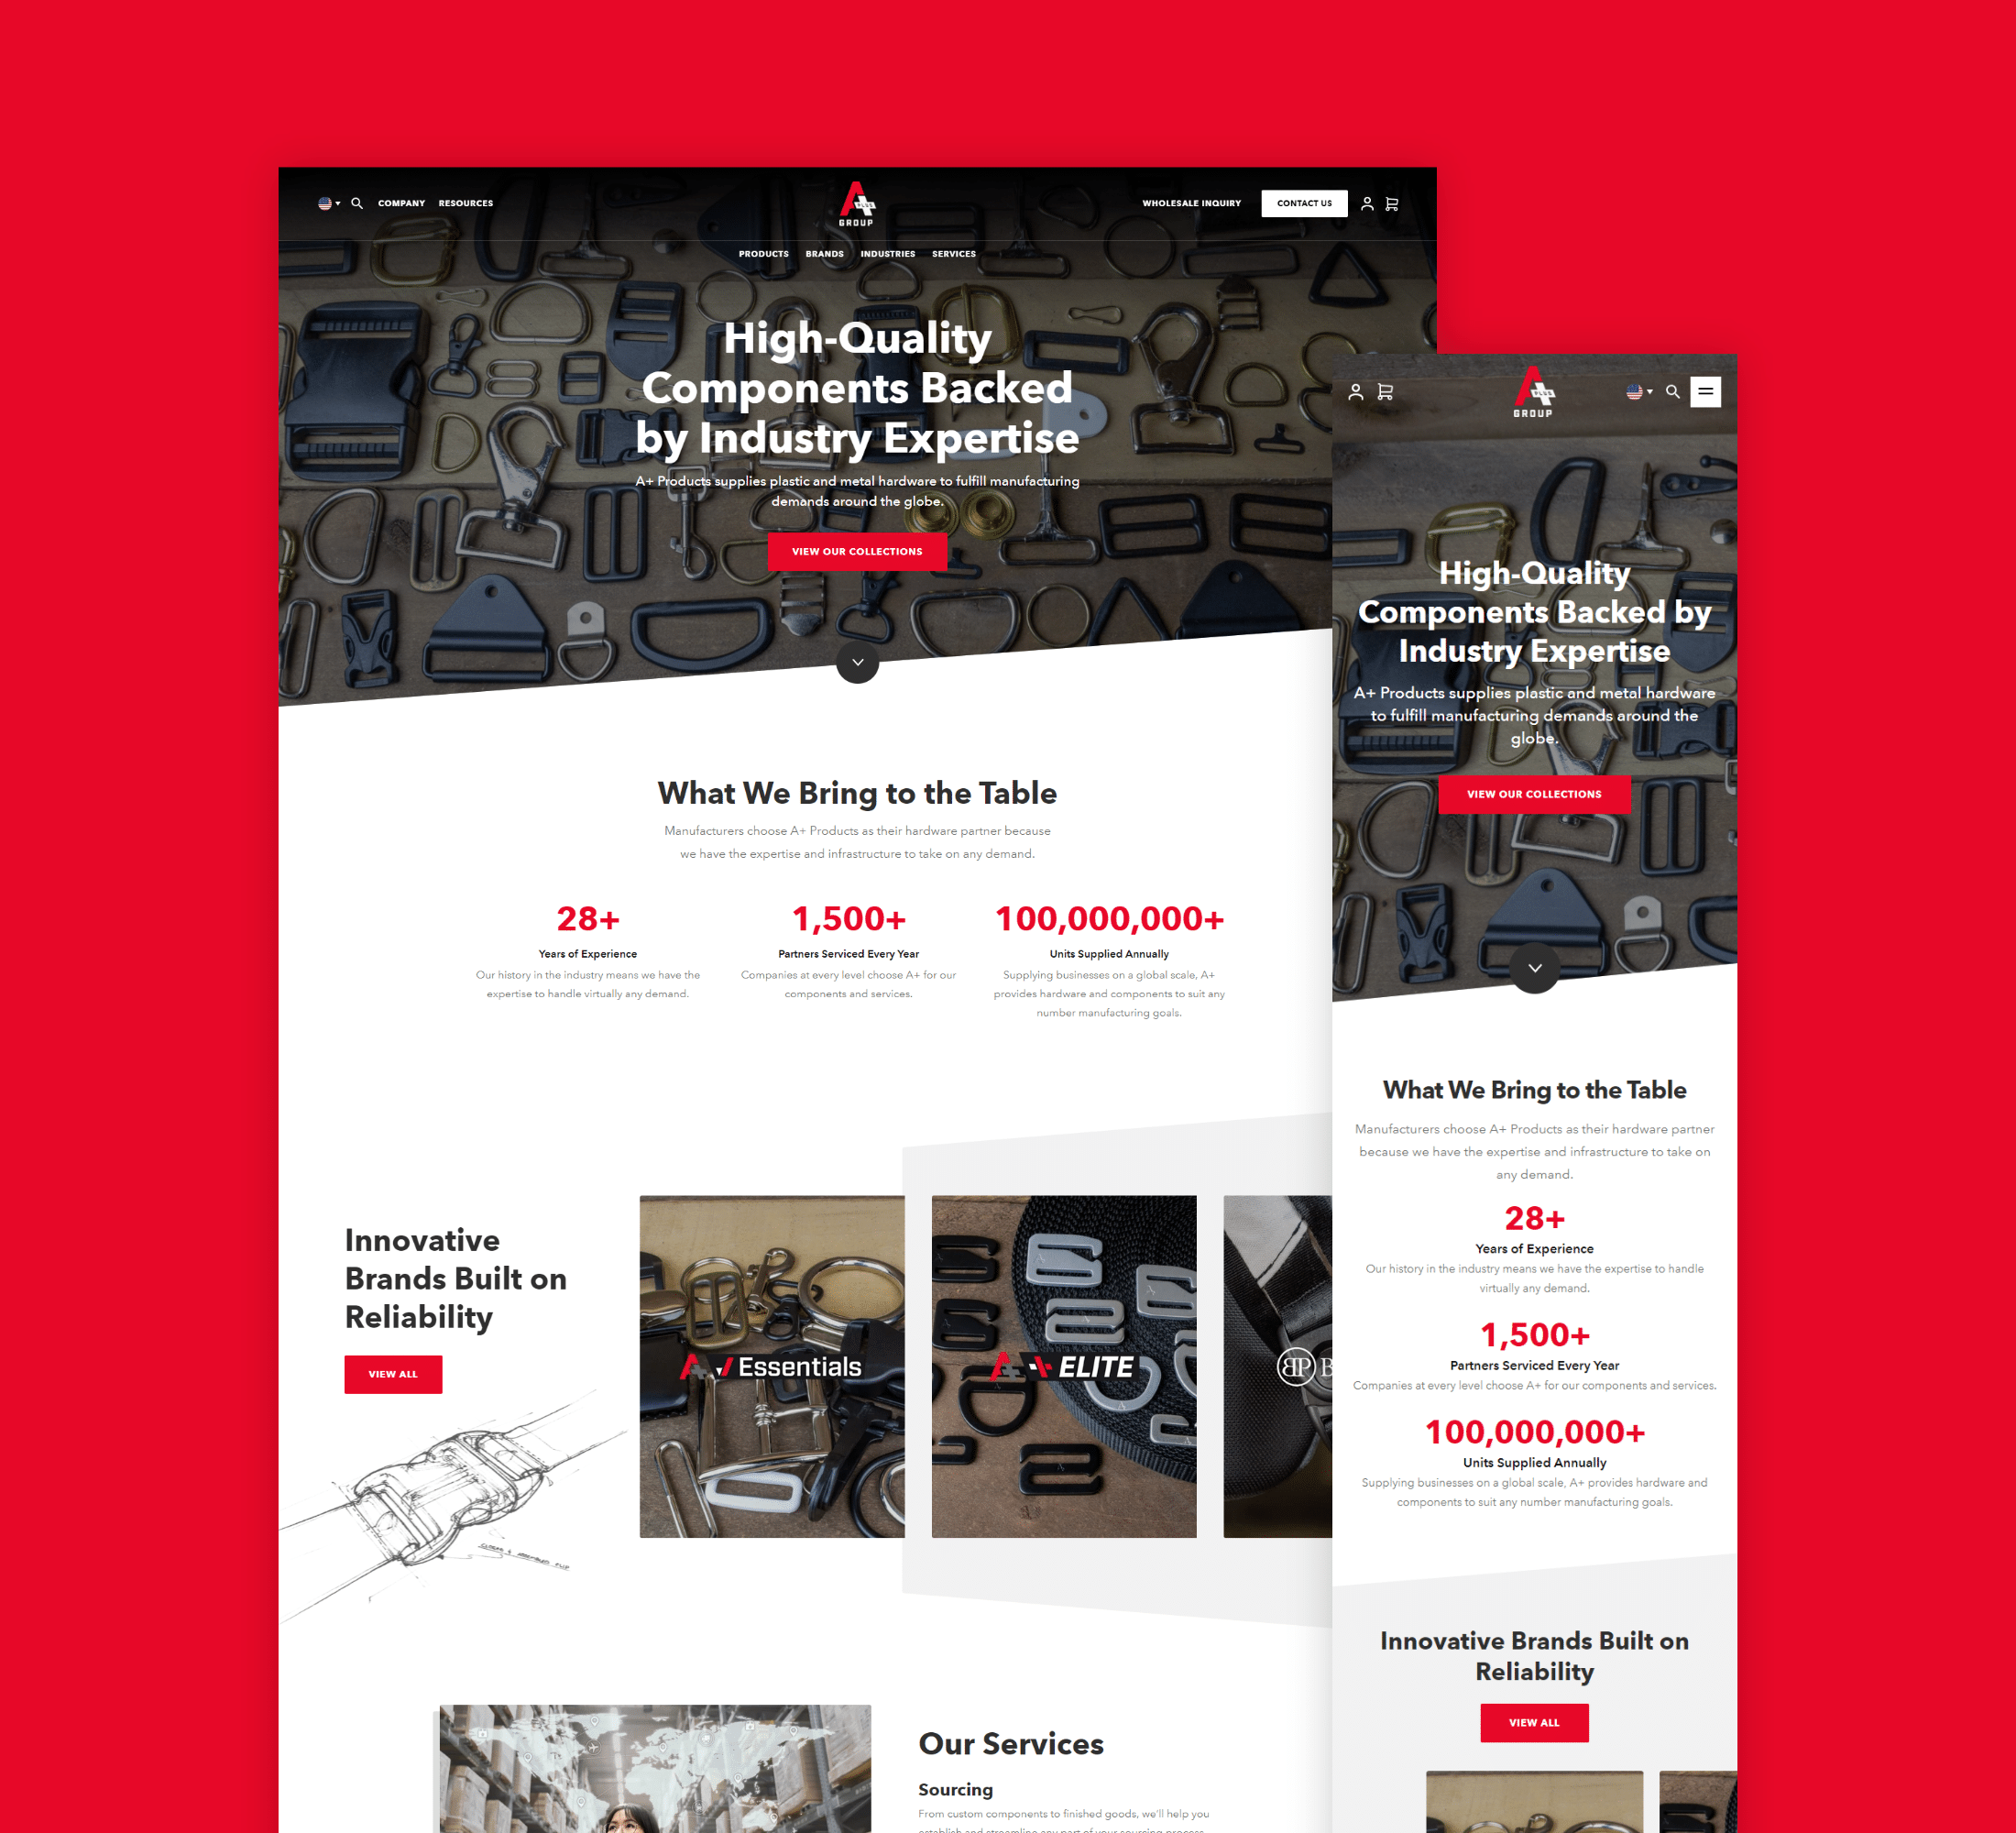 COMPANY RESOURCES
A PLUS
GROUP
WHOLESALE INQUIRY CONTACT US
PRODUCTS BRANDS INDUSTRIES SERVICES
High-Quality
Components Backed
by Industry Expertise
A+ Products supplies plastic and metal hardware to fulfill manufacturing
demands around the globe.
VIEW OUR COLLECTIONS
What We Bring to the Table
Manufacturers choose A+ Products as their hardware partner because
we have the expertise and infrastructure to take on any demand.
28+
Years of Experience
Our history in the industry means we have the
expertise to handle virtually any demand.
1,500+
Partners Serviced Every Year
Companies at every level choose A+ for our
components and services.
100,000,000+
Units Supplied Annually
Supplying businesses on a global scale, A+
provides hardware and components to suit any
number manufacturing goals.
Innovative
Brands Built on
Reliability
VIEW ALL
A+ Essentials
A+ ELITE
BP B
Our Services
Sourcing
From custom components to finished goods, we'll help you
establish and streamline any part of your sourcing process
A PLUS
GROUP
High-Quality
Components Backed by
Industry Expertise
A+ Products supplies plastic and metal hardware
to fulfill manufacturing demands around the
globe.
VIEW OUR COLLECTIONS
What We Bring to the Table
Manufacturers choose A+ Products as their hardware partner
because we have the expertise and infrastructure to take on
any demand.
28+
Years of Experience
Our history in the industry means we have the expertise to handle
virtually any demand.
1,500+
Partners Serviced Every Year
Companies at every level choose A+ for our components and services.
100,000,000+
Units Supplied Annually
Supplying businesses on a global scale, A+ provides hardware and
components to suit any number manufacturing goals.
Innovative Brands Built on
Reliability
VIEW ALL